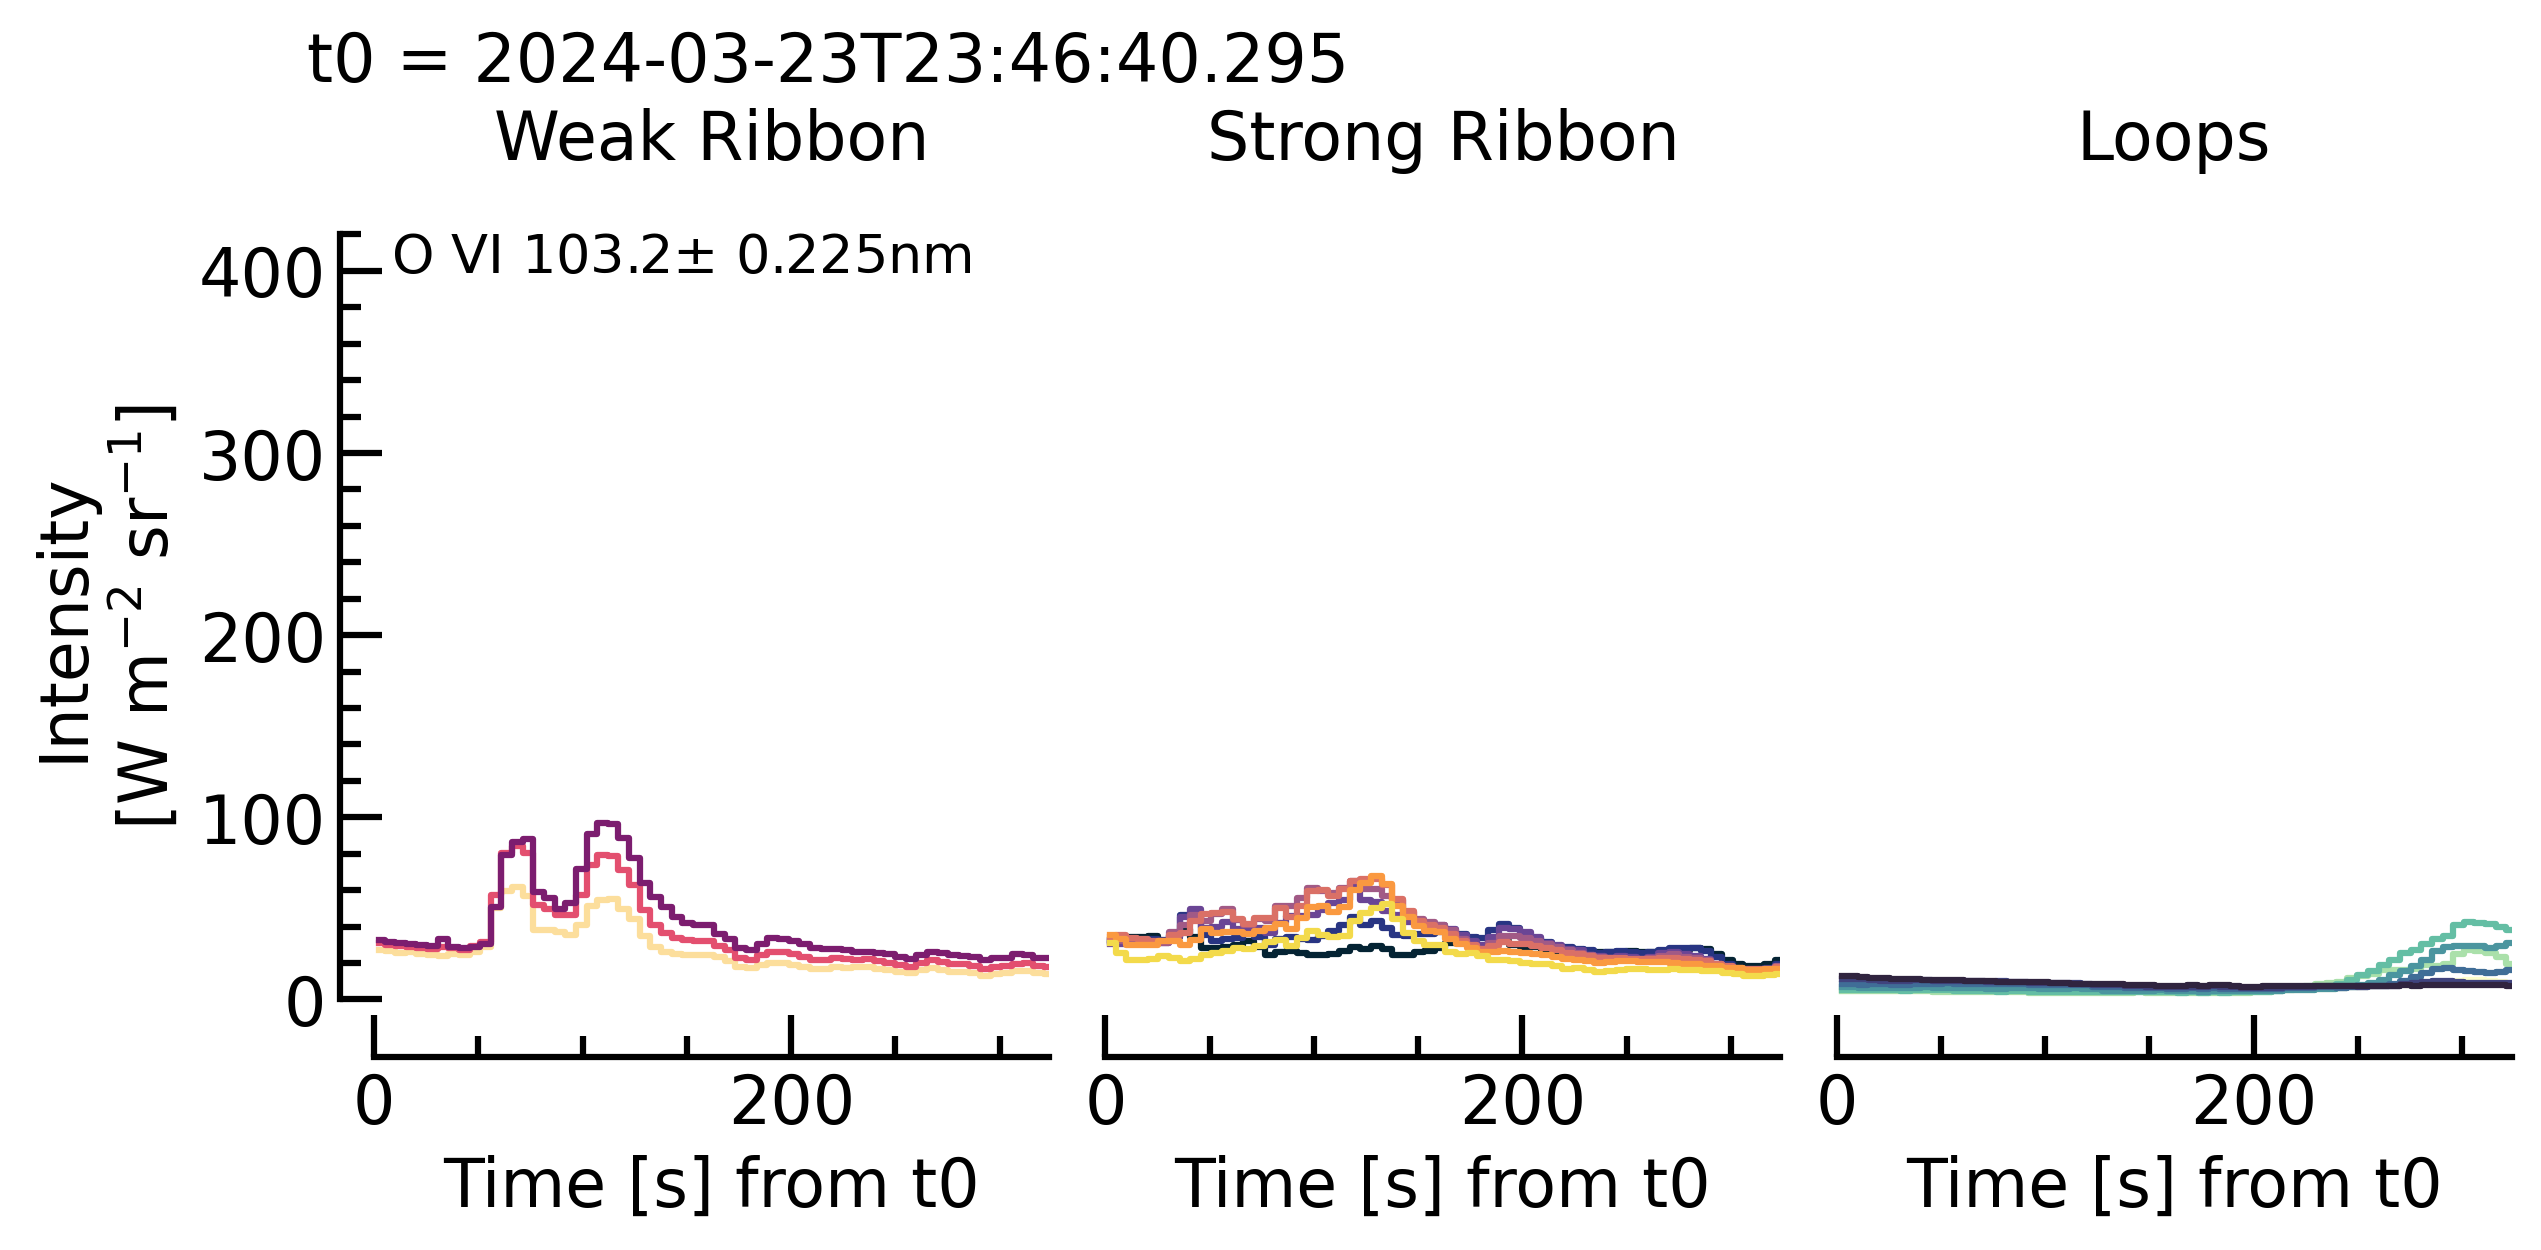 t0 = 2024-03-23T23:46:40.295
Weak Ribbon
Strong Ribbon
Loops
O VI 103.2± 0.225nm
Intensity
[W m⁻² sr⁻¹]
400
300
200
100
0
0 200
0 200
0 200
Time [s] from t0
Time [s] from t0
Time [s] from t0